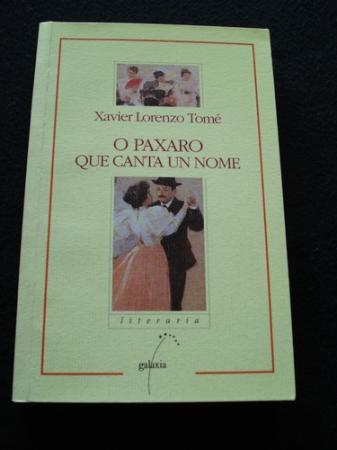 Xavier Lorenzo Tomé
O PAXARO
QUE CANTA UN NOME
literaria
galaxia